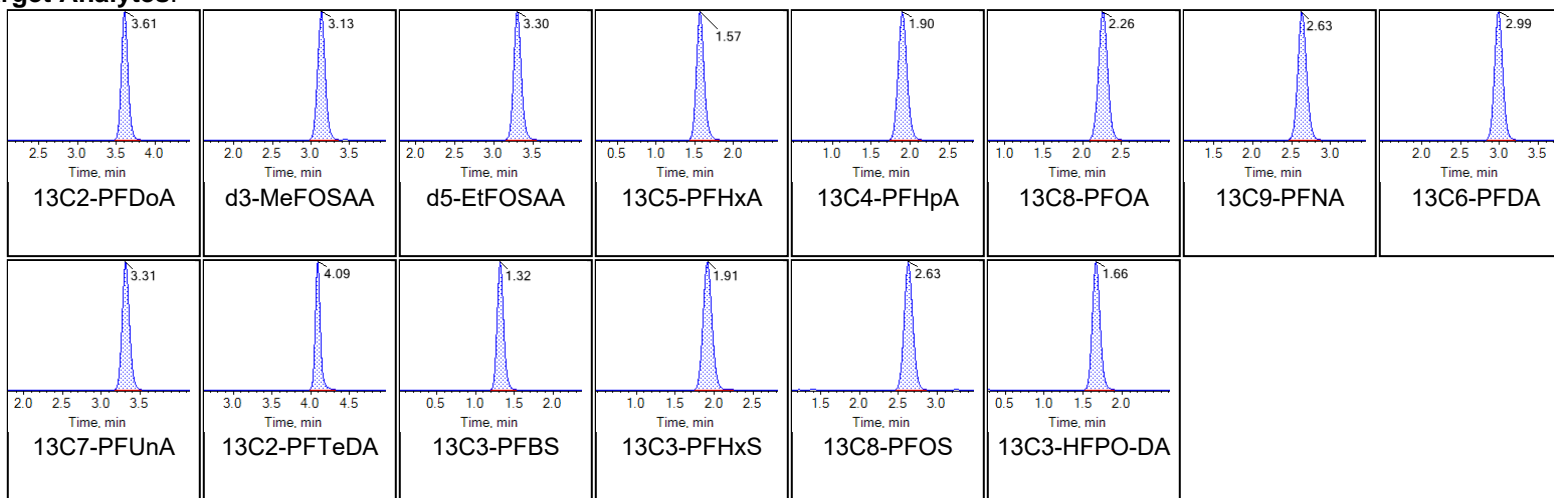 3.61 3.13 3.30 1.57 1.90 2.26 2.63 2.99
2.5 3.0 3.5 4.0 2.0 2.5 3.0 3.5 2.0 2.5 3.0 3.5 0.5 1.0 1.5 2.0 1.0 1.5 2.0 2.5 1.0 1.5 2.0 2.5 1.5 2.0 2.5 3.0 2.0 2.5 3.0 3.5
Time, min Time, min Time, min Time, min Time, min Time, min Time, min Time, min
13C2-PFDoA d3-MeFOSAA d5-EtFOSAA 13C5-PFHxA 13C4-PFHpA 13C8-PFOA 13C9-PFNA 13C6-PFDA
3.31 4.09 1.32 1.91 2.63 1.66
2.0 2.5 3.0 3.5 3.0 3.5 4.0 4.5 0.5 1.0 1.5 2.0 1.0 1.5 2.0 2.5 1.5 2.0 2.5 3.0 0.5 1.0 1.5 2.0
Time, min Time, min Time, min Time, min Time, min Time, min
13C7-PFUnA 13C2-PFTeDA 13C3-PFBS 13C3-PFHxS 13C8-PFOS 13C3-HFPO-DA